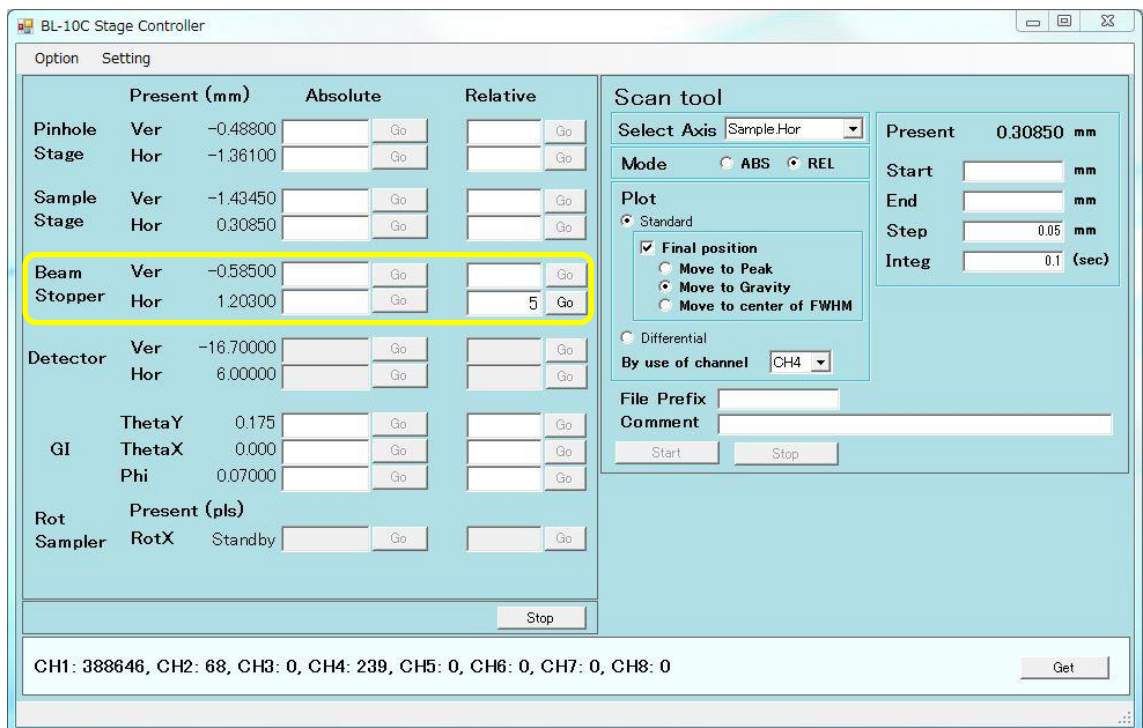 BL-10C Stage Controller
Option Setting
Present (mm) Absolute Relative
Pinhole Ver -0.48800 Go Go
Stage Hor -1.36100 Go Go
Sample Ver -1.43450 Go Go
Stage Hor 0.30850 Go Go
Beam Ver -0.58500 Go Go
Stopper Hor 1.20300 Go 5 Go
Detector Ver -16.70000 Go Go
Hor 6.00000 Go Go
ThetaY 0.175 Go Go
GI ThetaX 0.000 Go Go
Phi 0.07000 Go Go
Present (pls)
Rot
Sampler RotX Standby Go Go
Stop
Scan tool
Select Axis Sample.Hor
Mode ABS REL
Plot
Standard
Final position
Move to Peak
Move to Gravity
Move to center of FWHM
Differential
By use of channel CH4
Present 0.30850 mm
Start mm
End mm
Step 0.05 mm
Integ 0.1 (sec)
File Prefix
Comment
Start Stop
CH1: 388646, CH2: 68, CH3: 0, CH4: 239, CH5: 0, CH6: 0, CH7: 0, CH8: 0 Get